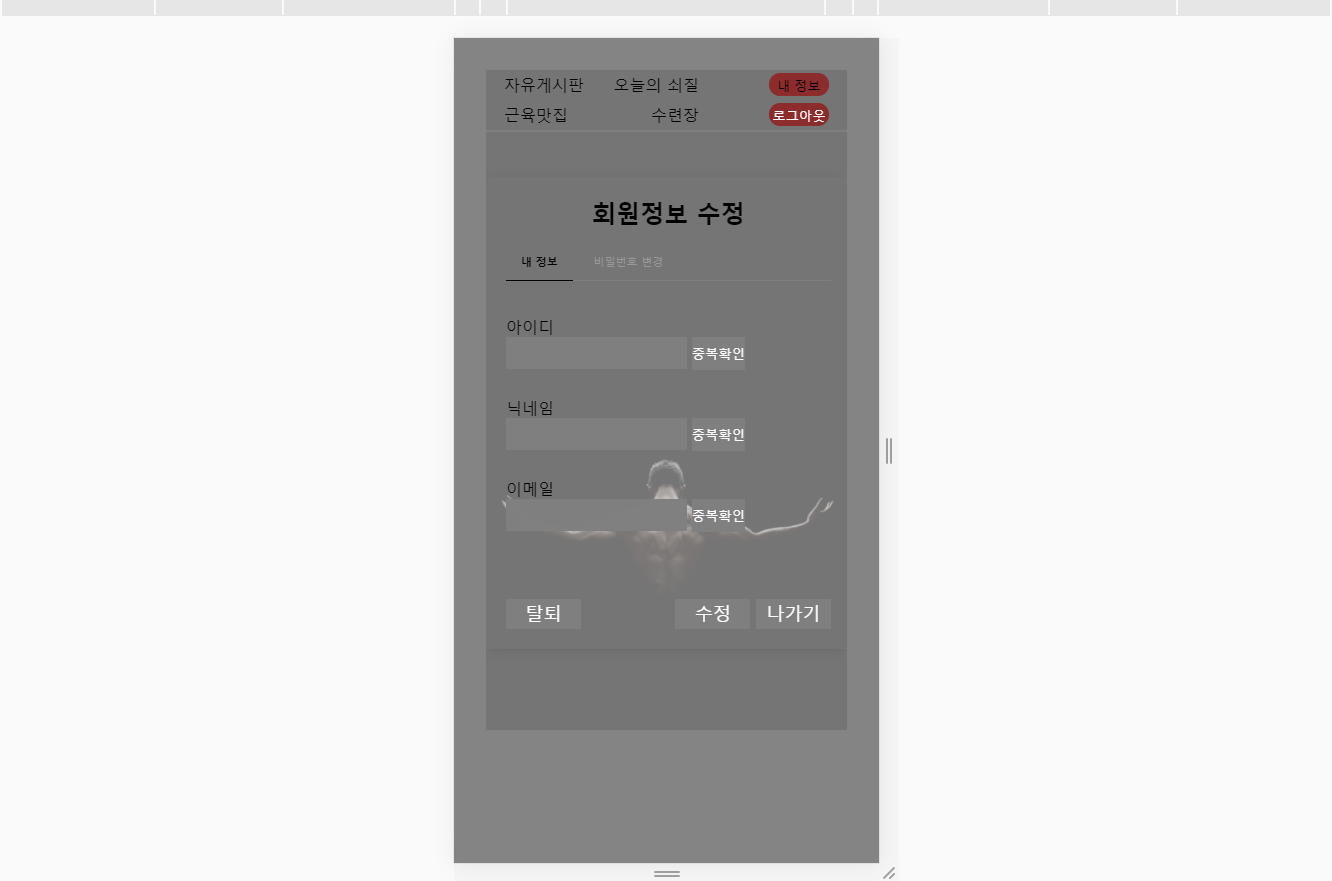 자유게시판 오늘의 쇠질 내 정보
근육맛집 수련장 로그아웃
회원정보 수정
내 정보 비밀번호 변경
아이디
중복확인
닉네임
중복확인
이메일
중복확인
탈퇴 수정 나가기